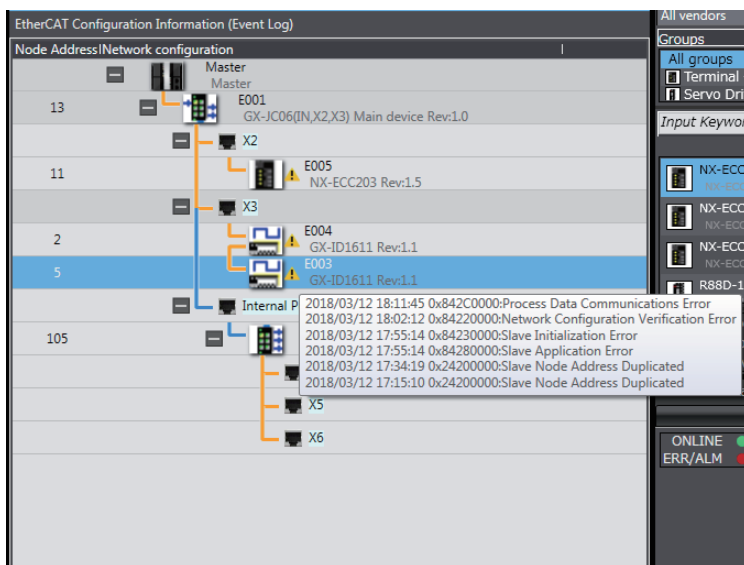 EtherCAT Configuration Information (Event Log)
All vendors
Node Address|Network configuration
Groups
Master
Master
All groups
Terminal
Servo Dri
13
E001
GX-JC06(IN,X2,X3) Main device Rev:1.0
Input Keywor
X2
11
E005
NX-ECC203 Rev:1.5
NX-ECC
NX-ECC
X3
NX-ECC
NX-ECC
2
E004
GX-ID1611 Rev:1.1
NX-ECC
NX-ECC
5
E003
GX-ID1611 Rev:1.1
R88D-1
Internal P
2018/03/12 18:11:45 0x842C0000:Process Data Communications Error
2018/03/12 18:02:12 0x84220000:Network Configuration Verification Error
2018/03/12 17:55:14 0x84230000:Slave Initialization Error
2018/03/12 17:55:14 0x84280000:Slave Application Error
2018/03/12 17:34:19 0x24200000:Slave Node Address Duplicated
2018/03/12 17:15:10 0x24200000:Slave Node Address Duplicated
105
X5
X6
ONLINE
ERR/ALM